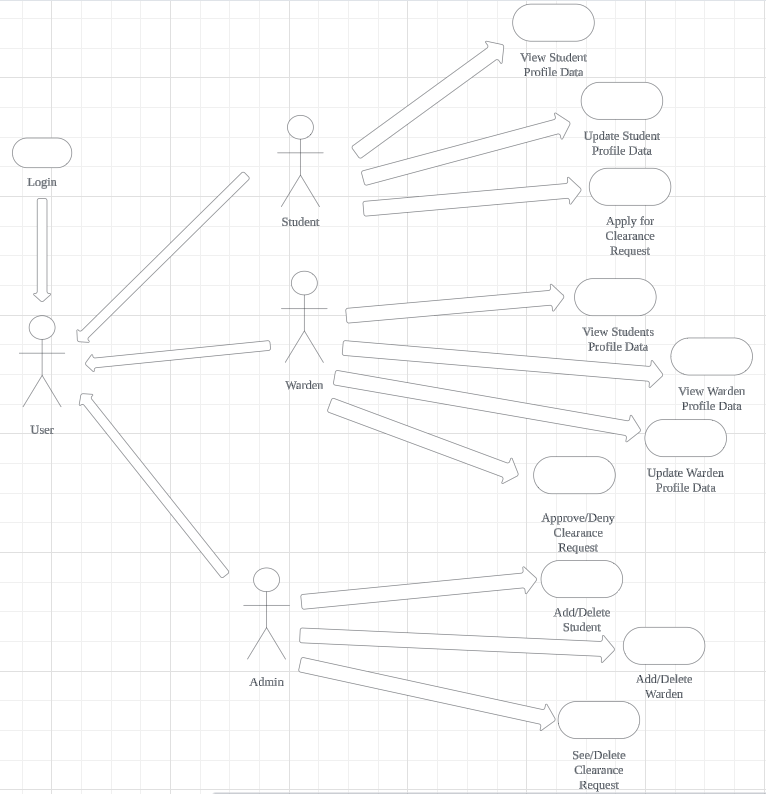 View Student
Profile Data
Update Student
Profile Data
Login
Apply for
Clearance
Request
Student
View Students
Profile Data
Warden
View Warden
Profile Data
User
Update Warden
Profile Data
Approve/Deny
Clearance
Request
Add/Delete
Student
Admin
Add/Delete
Warden
See/Delete
Clearance
Request